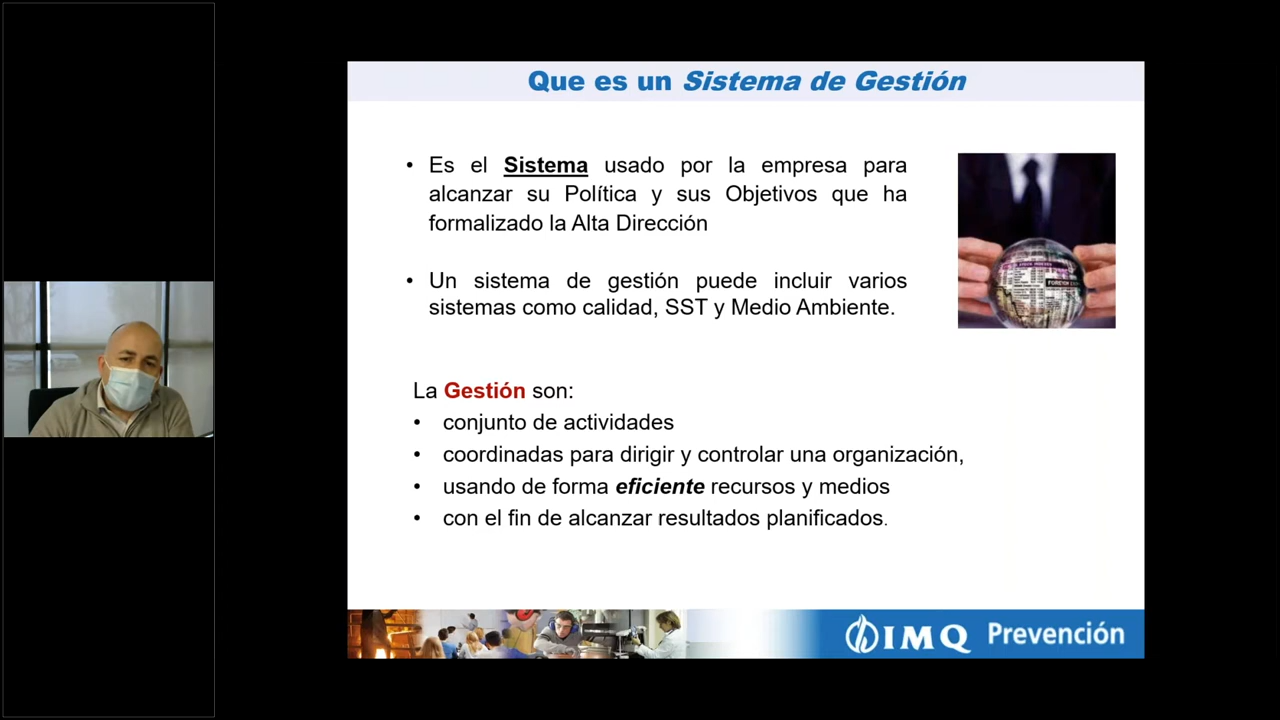 Que es un Sistema de Gestión
• Es el Sistema usado por la empresa para
alcanzar su Política y sus Objetivos que ha
formalizado la Alta Dirección
• Un sistema de gestión puede incluir varios
sistemas como calidad, SST y Medio Ambiente.
La Gestión son:
• conjunto de actividades
• coordinadas para dirigir y controlar una organización,
• usando de forma eficiente recursos y medios
• con el fin de alcanzar resultados planificados.
IMQ Prevención